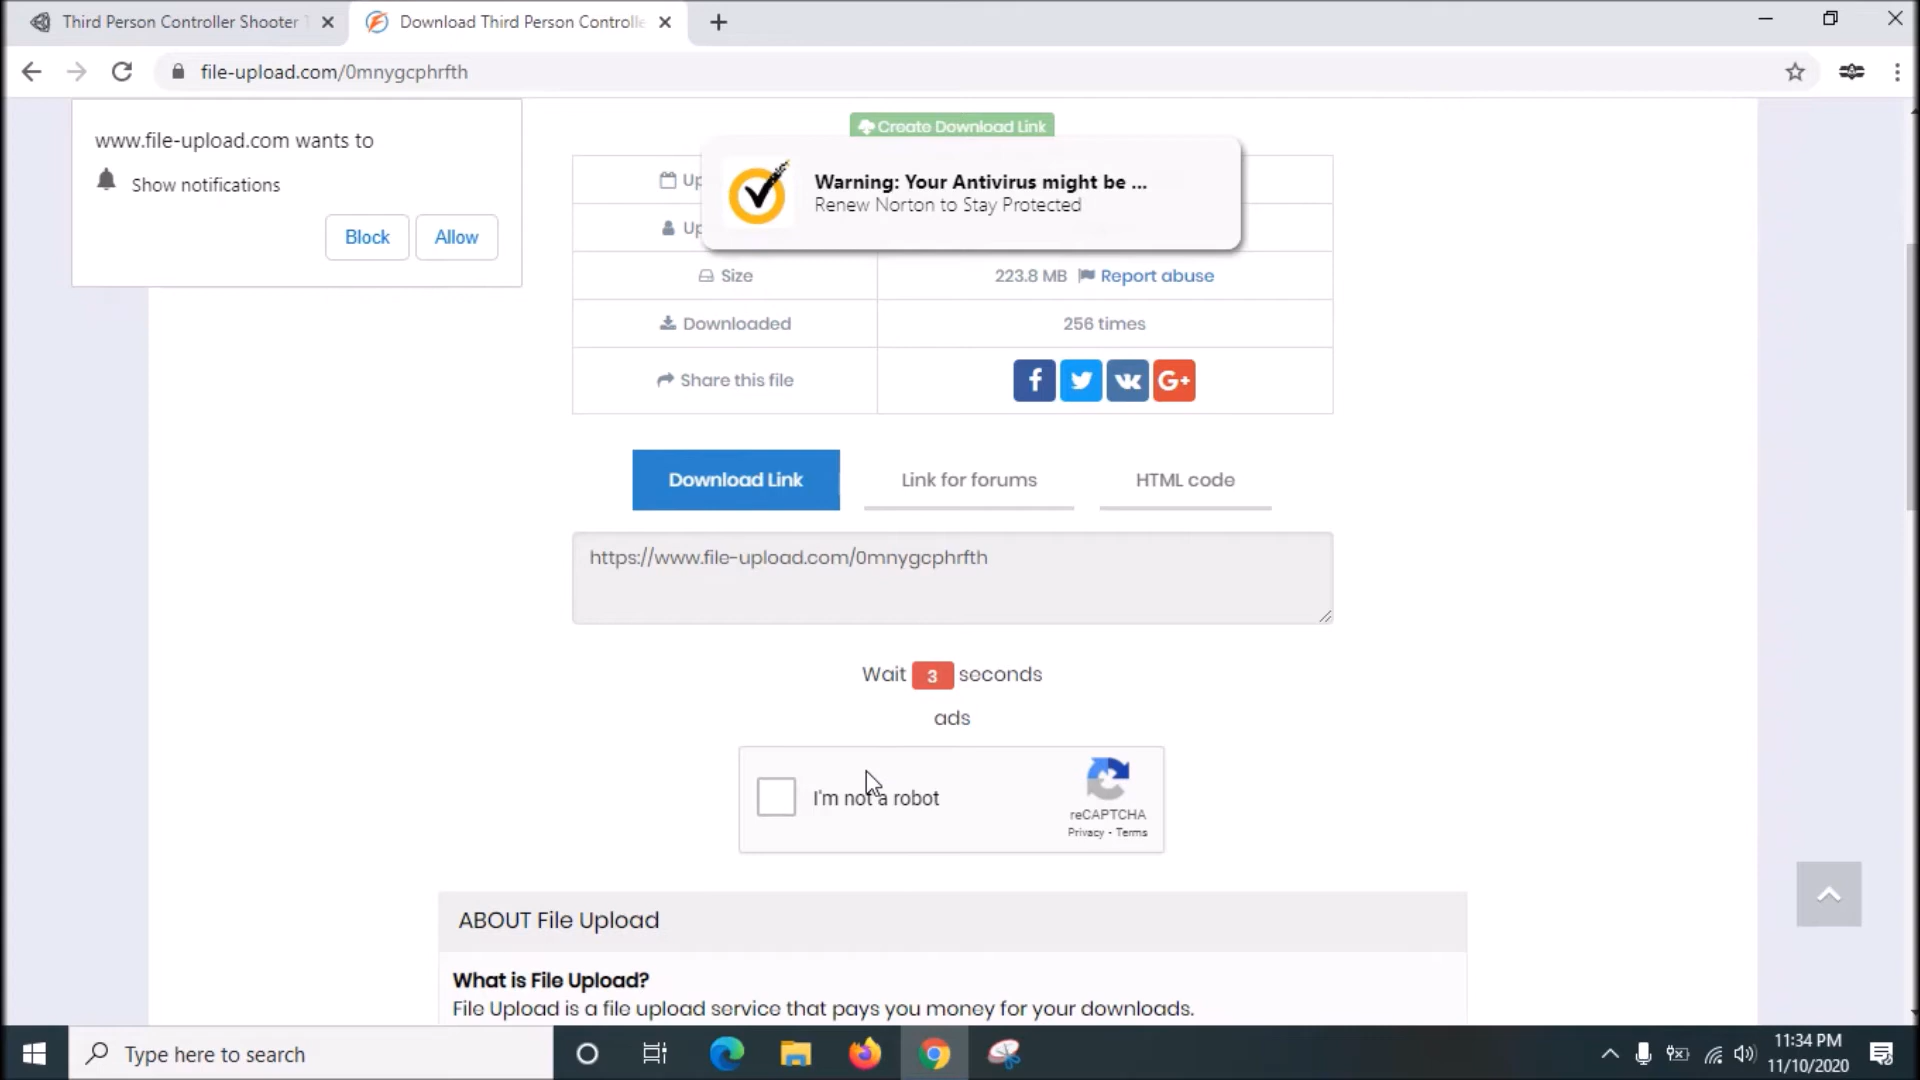 Third Person Controller Shooter
Download Third Person Controlle
file-upload.com/0mnygcphrfth
www.file-upload.com wants to
Show notifications
Block
Allow
Create Download Link
Warning: Your Antivirus might be ...
Renew Norton to Stay Protected
Up
Up
Size
223.8 MB
Report abuse
Downloaded
256 times
Share this file
G+
Download Link
Link for forums
HTML code
https://www.file-upload.com/0mnygcphrfth
Wait 3 seconds
ads
I'm not a robot
reCAPTCHA
Privacy - Terms
ABOUT File Upload
What is File Upload?
File Upload is a file upload service that pays you money for your downloads.
Type here to search
11:34 PM
11/10/2020